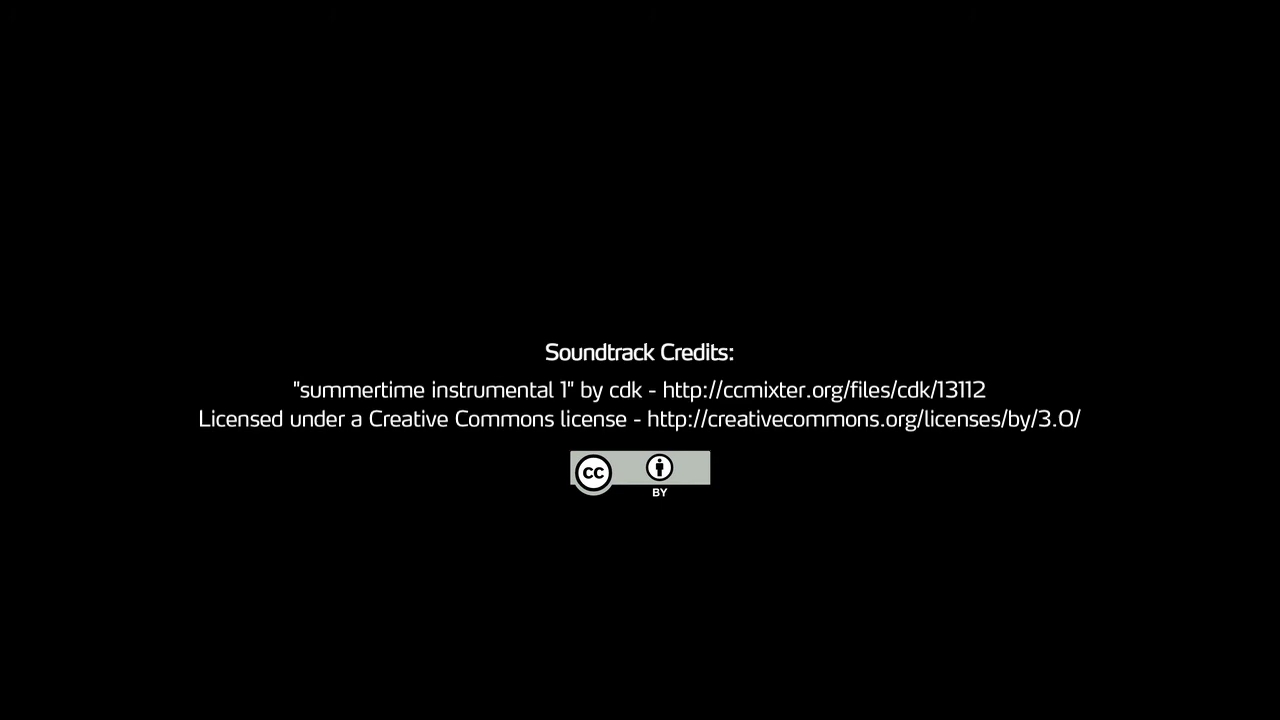 Soundtrack Credits:
"summertime instrumental 1" by cdk - http://ccmixter.org/files/cdk/13112
Licensed under a Creative Commons license - http://creativecommons.org/licenses/by/3.0/
cc
BY